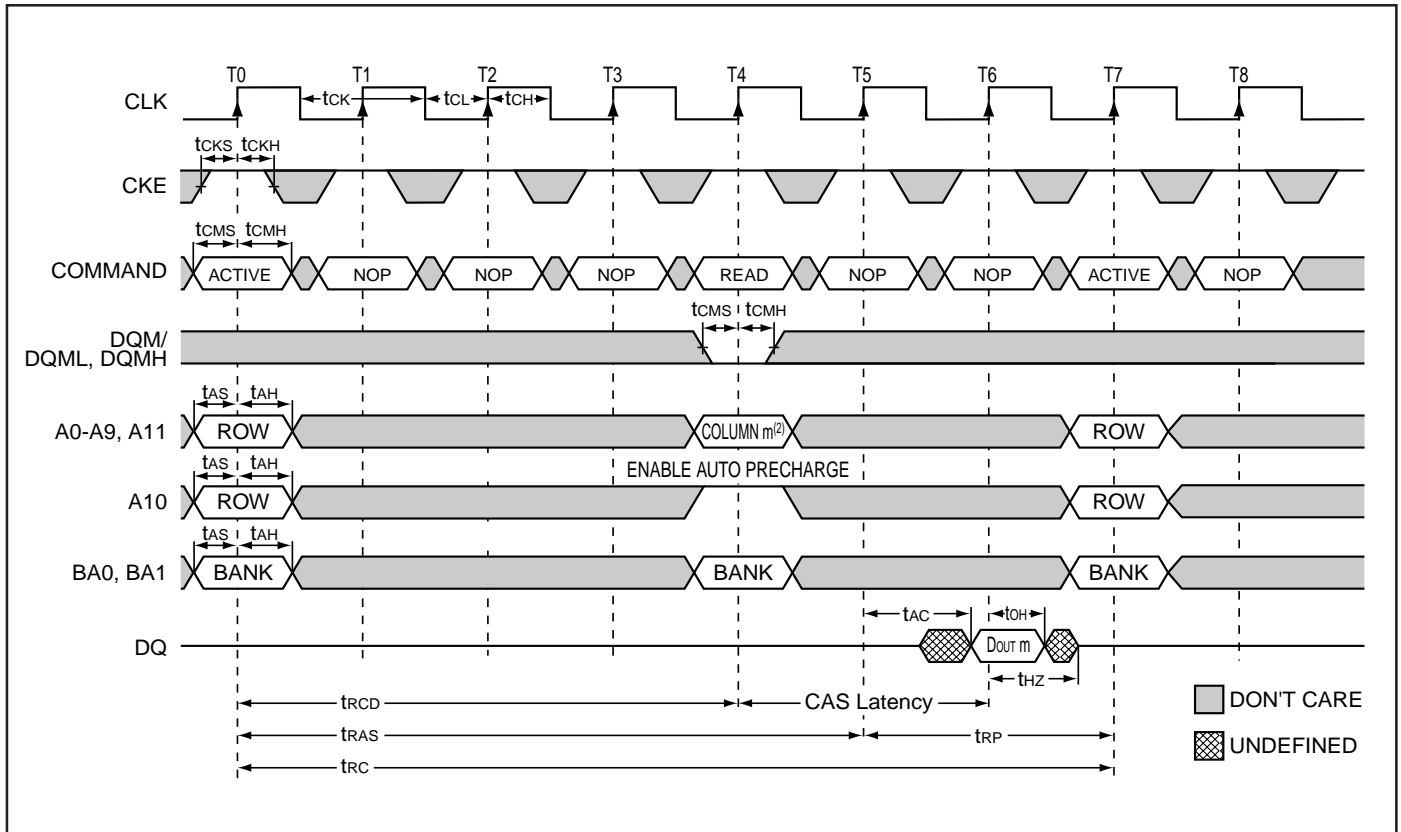 T0 T1 T2 T3 T4 T5 T6 T7 T8
CLK
tCK tCL tCH
tCKS tCKH
CKE
tCMS tCMH
COMMAND ACTIVE NOP NOP NOP READ NOP NOP ACTIVE NOP
tCMS tCMH
DQM/
DQML, DQMH
tAS tAH
A0-A9, A11 ROW COLUMN m(2) ROW
ENABLE AUTO PRECHARGE
tAS tAH
A10 ROW ROW
tAS tAH
BA0, BA1 BANK BANK BANK
tAC tOH
DQ DOUT m
tHZ
tRCD CAS Latency
tRAS tRP
tRC
DON'T CARE
UNDEFINED